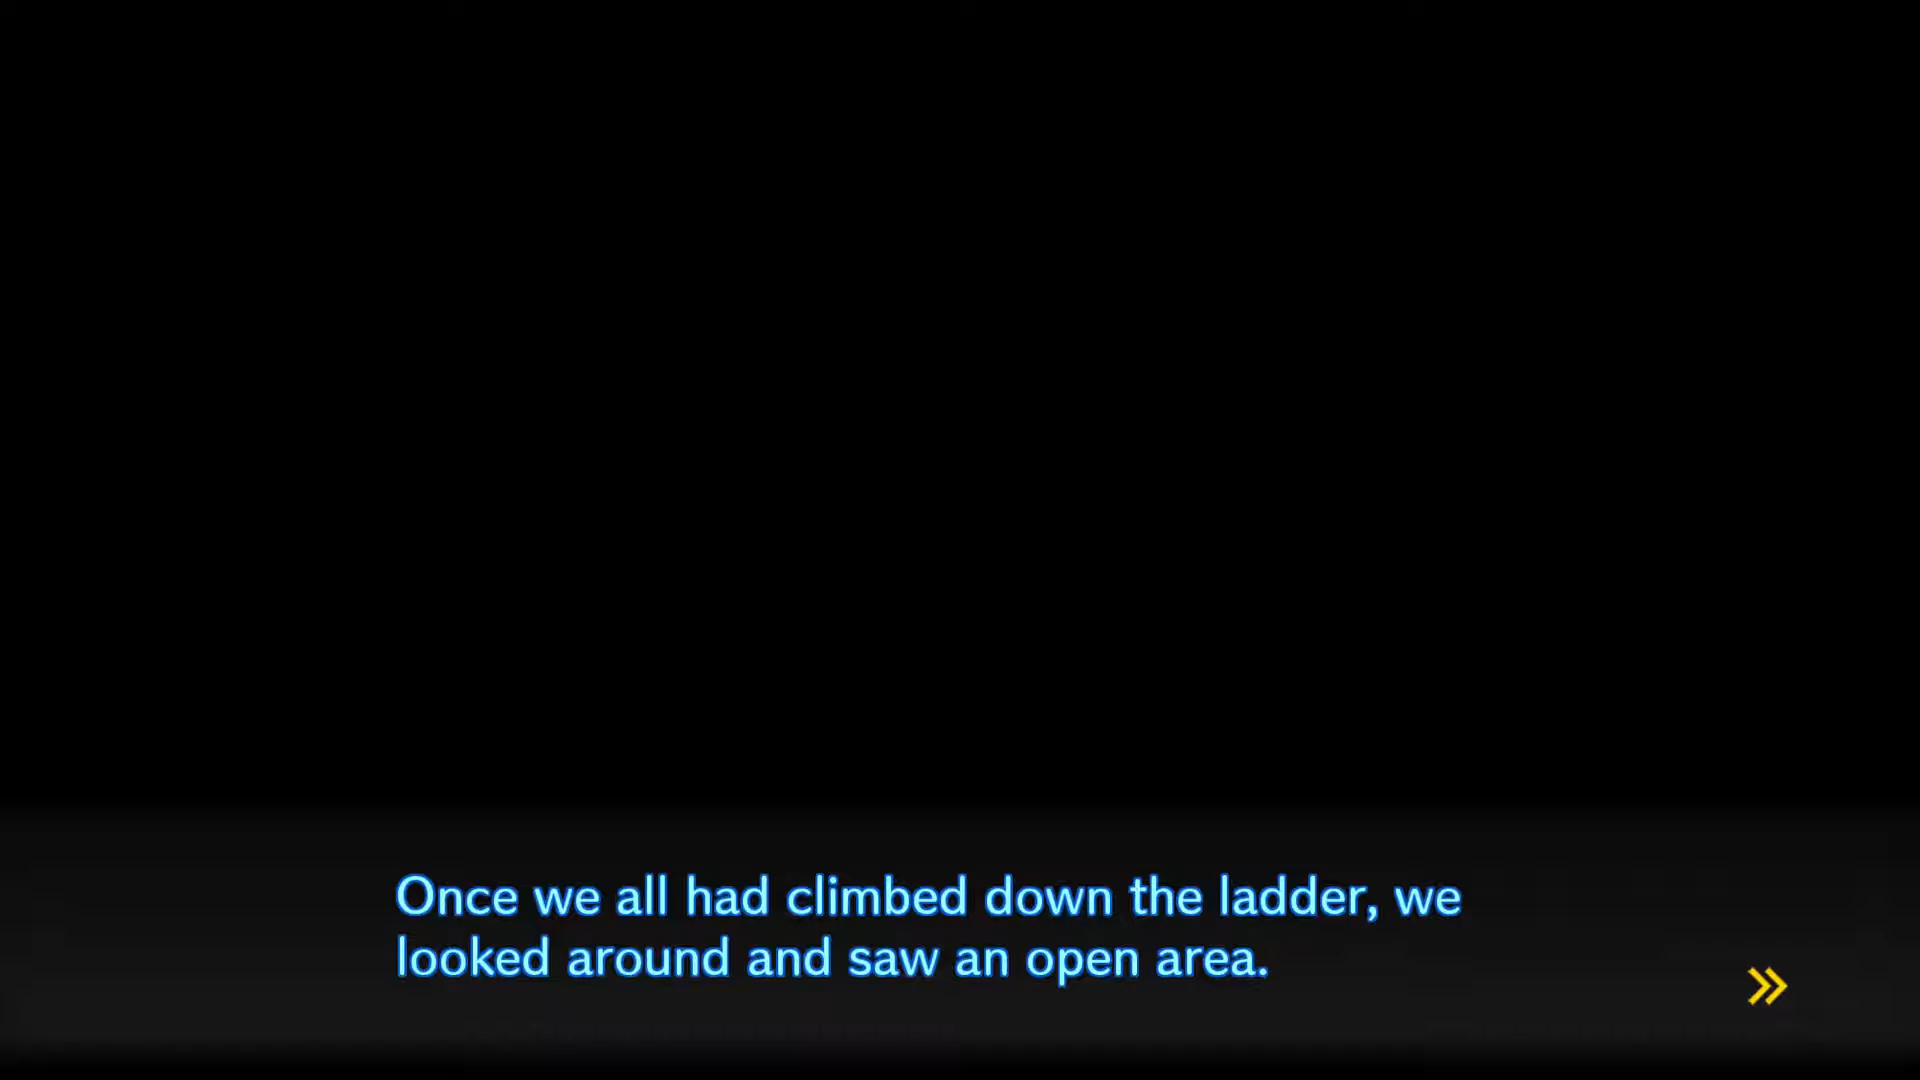 Once we all had climbed down the ladder, we
looked around and saw an open area.